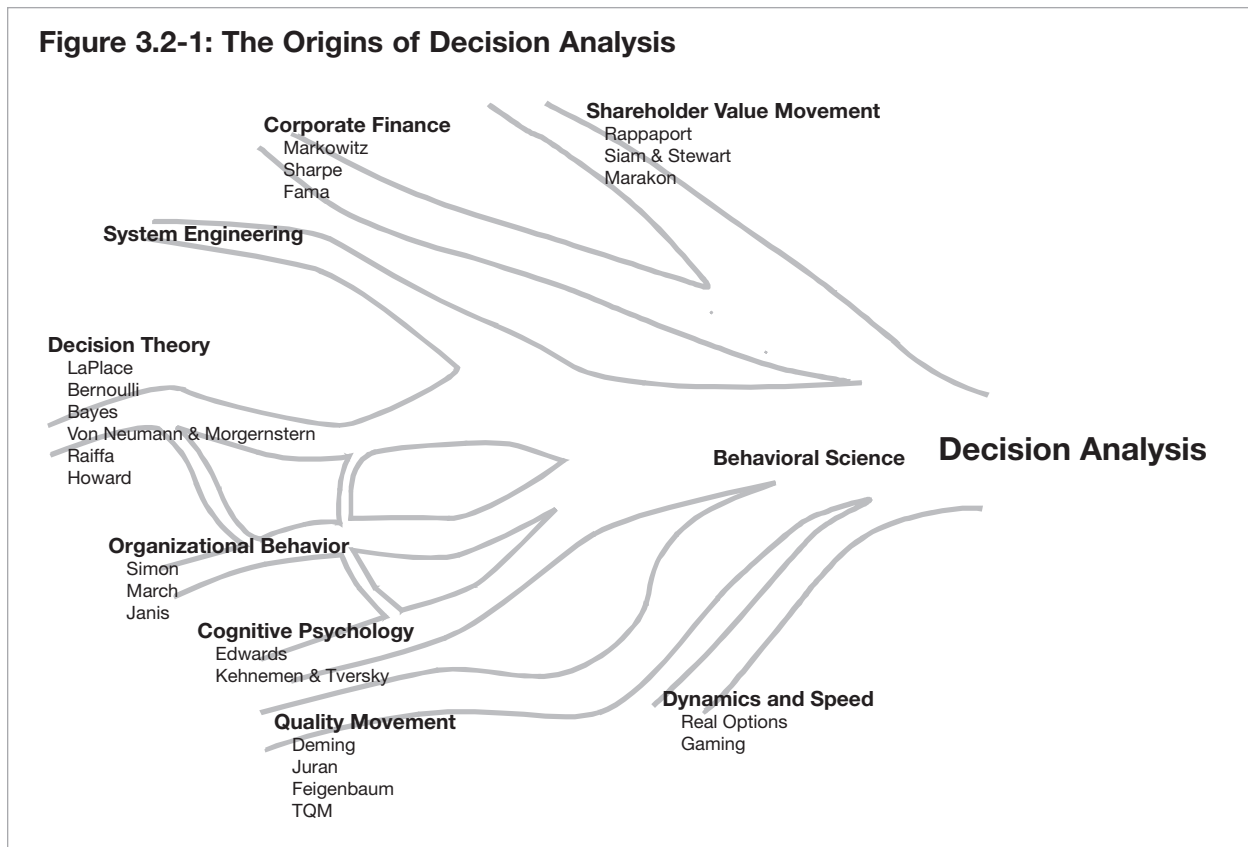 Figure 3.2-1: The Origins of Decision Analysis
Shareholder Value Movement
Rappaport
Siam & Stewart
Marakon
Corporate Finance
Markowitz
Sharpe
Fama
System Engineering
Decision Theory
LaPlace
Bernoulli
Bayes
Von Neumann & Morgernstern
Raiffa
Howard
Behavioral Science
Decision Analysis
Organizational Behavior
Simon
March
Janis
Cognitive Psychology
Edwards
Kehnemen & Tversky
Quality Movement
Deming
Juran
Feigenbaum
TQM
Dynamics and Speed
Real Options
Gaming